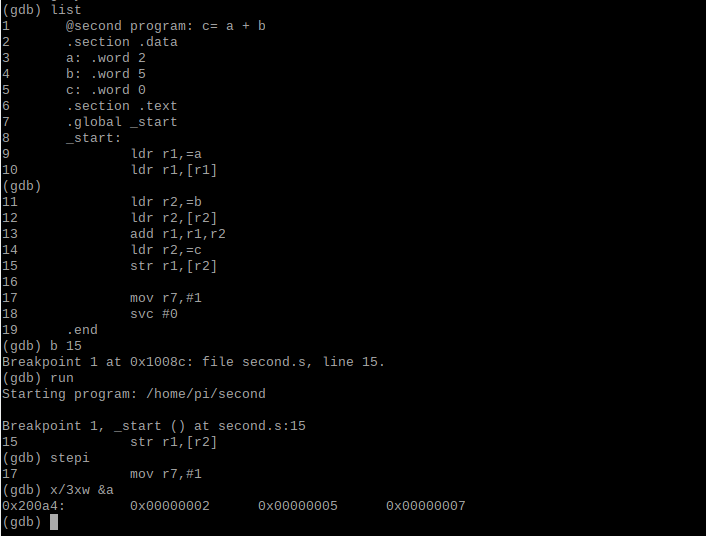 (gdb) list
1       @second program: c= a + b
2       .section .data
3       a: .word 2
4       b: .word 5
5       c: .word 0
6       .section .text
7       .global _start
8       _start:
9               ldr r1,=a
10              ldr r1,[r1]
(gdb)
11              ldr r2,=b
12              ldr r2,[r2]
13              add r1,r1,r2
14              ldr r2,=c
15              str r1,[r2]
16
17              mov r7,#1
18              svc #0
19      .end
(gdb) b 15
Breakpoint 1 at 0x1008c: file second.s, line 15.
(gdb) run
Starting program: /home/pi/second

Breakpoint 1, _start () at second.s:15
15              str r1,[r2]
(gdb) stepi
17              mov r7,#1
(gdb) x/3xw &a
0x200a4:        0x00000002      0x00000005      0x00000007
(gdb)